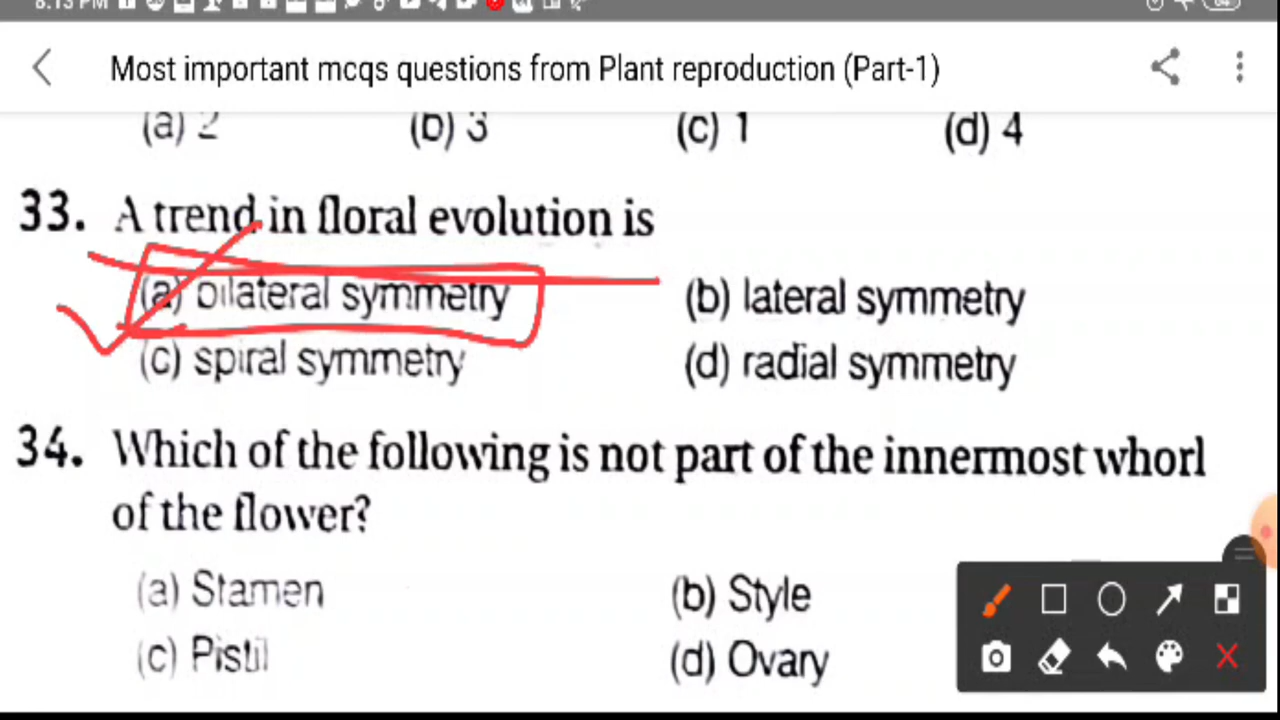 8:13 PM
Most important mcqs questions from Plant reproduction (Part-1)
(a) 2 (b) 3 (c) 1 (d) 4
33. A trend in floral evolution is
(a) bilateral symmetry (b) lateral symmetry
(c) spiral symmetry (d) radial symmetry
34. Which of the following is not part of the innermost whorl
of the flower?
(a) Stamen (b) Style
(c) Pistil (d) Ovary